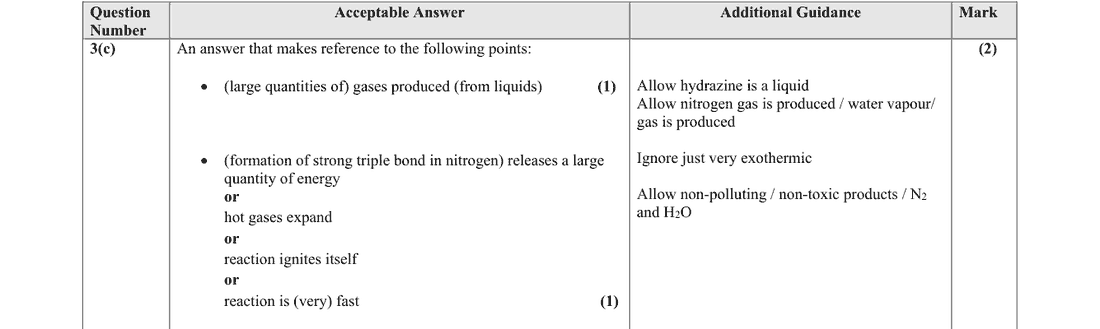 Question Number
Acceptable Answer
Additional Guidance
Mark
3(c)
An answer that makes reference to the following points:
(2)
• (large quantities of) gases produced (from liquids) (1)
Allow hydrazine is a liquid
Allow nitrogen gas is produced / water vapour/
gas is produced
• (formation of strong triple bond in nitrogen) releases a large
quantity of energy
or
hot gases expand
or
reaction ignites itself
or
reaction is (very) fast (1)
Ignore just very exothermic
Allow non-polluting / non-toxic products / N₂
and H₂O